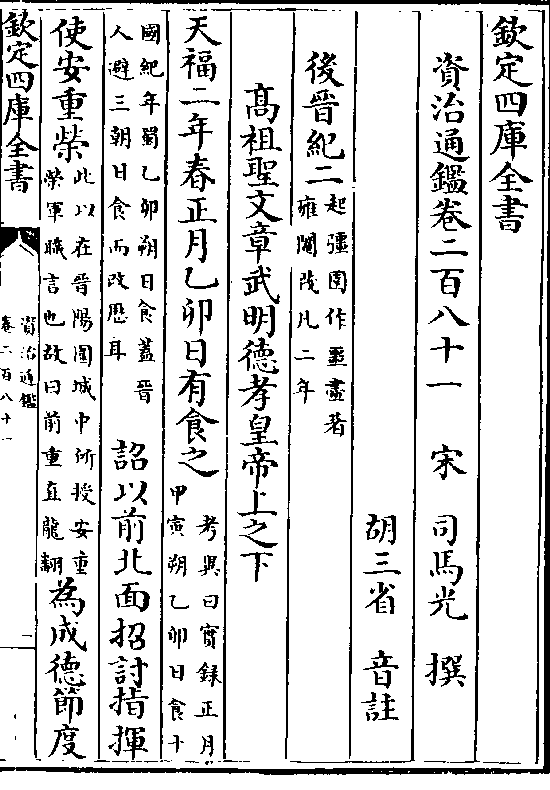 欽定四庫全書
資治通鑑卷二百八十一　宋　司馬光　撰
胡三省　音註
後晉紀二起彊圉作噩盡著
雍閹茂凡二年
高祖聖文章武明德孝皇帝上之下
天福二年春正月乙卯日有食之考異曰實録正月
甲寅朔乙卯日食十
國紀年蜀乙卯朔日食蓋晉
人避三朝日食而改歴耳
詔以前北面招討指揮
使安重榮此以在晉陽圍城中所授安重
榮軍職言也故曰前重直龍翻
為成德節度
欽定四庫全書
資治通鑑
卷二百八十一
一